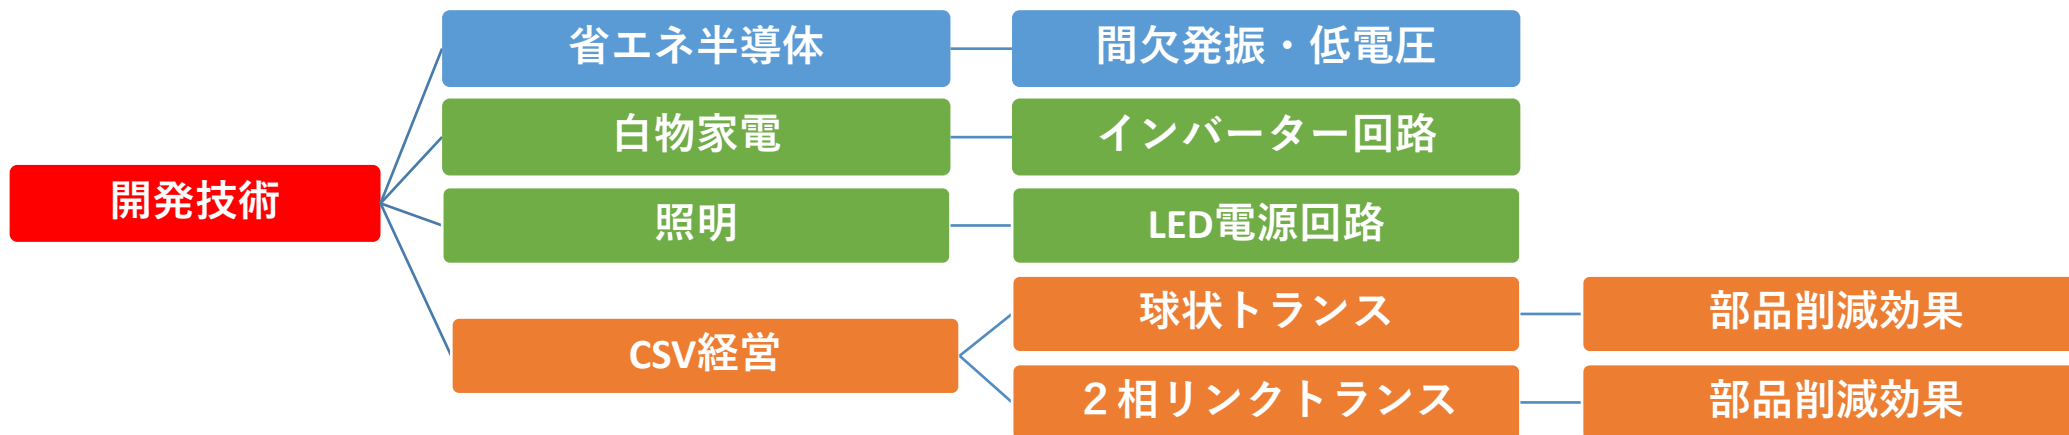 開発技術
省エネ半導体
間欠発振・低電圧
白物家電
インバーター回路
照明
LED電源回路
CSV経営
球状トランス
部品削減効果
２相リンクトランス
部品削減効果